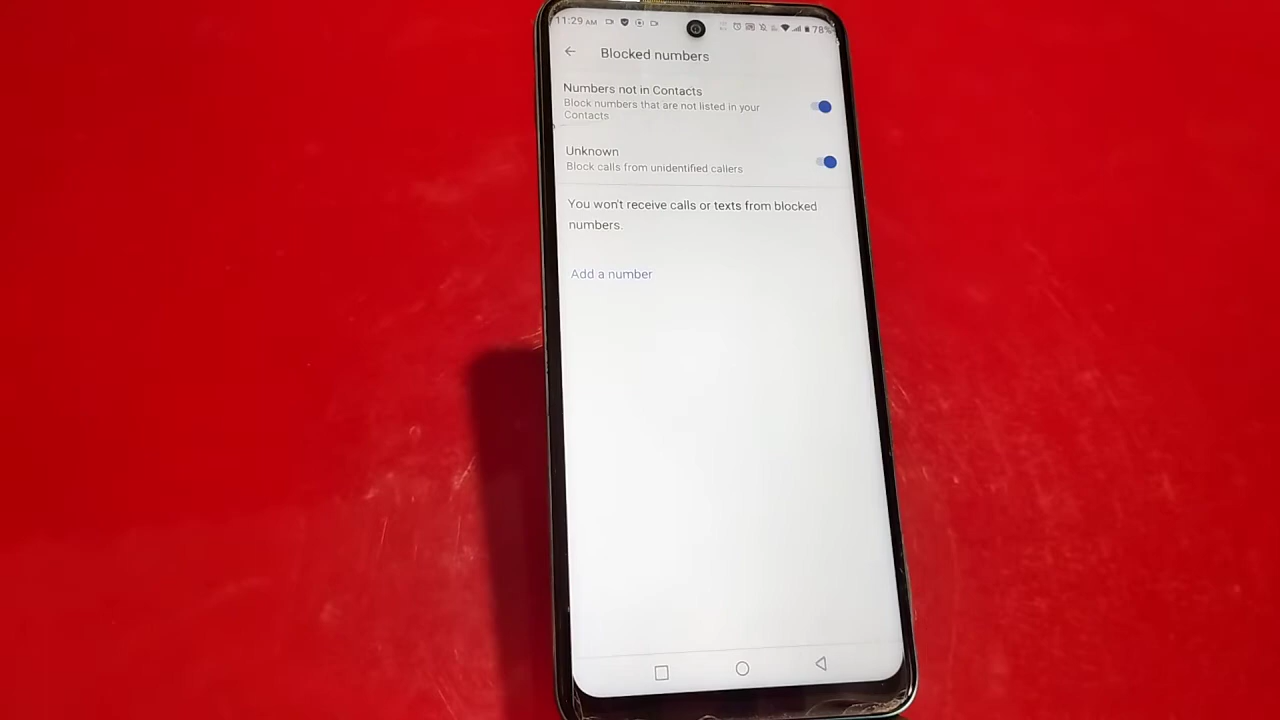 11:29 AM 78%
Blocked numbers
Numbers not in Contacts
Block numbers that are not listed in your
Contacts
Unknown
Block calls from unidentified callers
You won't receive calls or texts from blocked
numbers.
Add a number